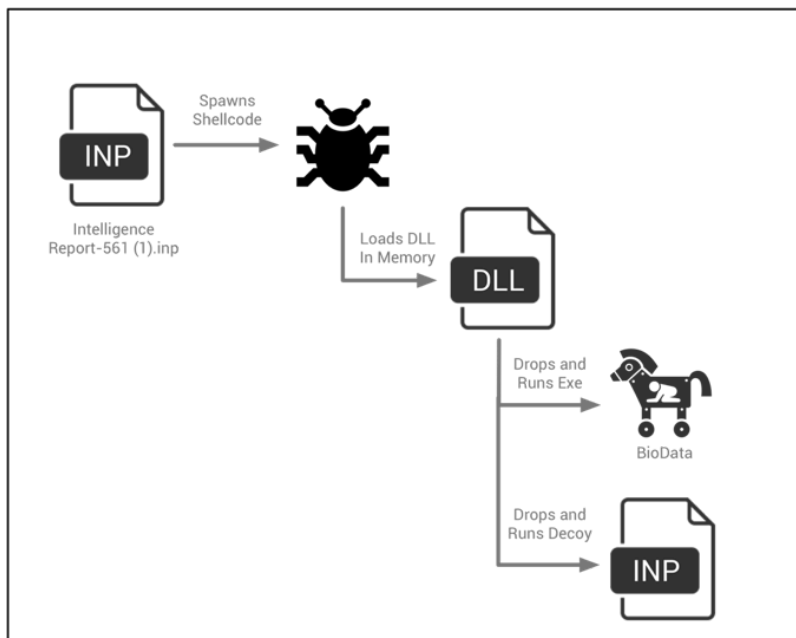 Spawns
Shellcode
INP
Intelligence
Report-561 (1).inp
Loads DLL
In Memory
DLL
Drops and
Runs Exe
BioData
Drops and
Runs Decoy
INP